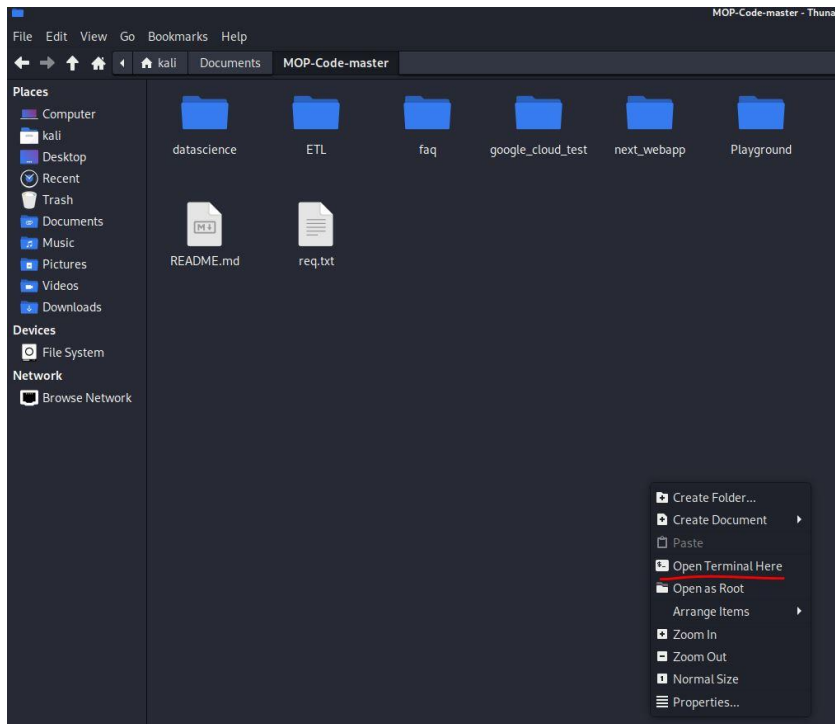 MOP-Code-master - Thuna
File Edit View Go Bookmarks Help
kali Documents MOP-Code-master
Places
Computer
kali
Desktop
Recent
Trash
Documents
Music
Pictures
Videos
Downloads
Devices
File System
Network
Browse Network
datascience ETL faq google_cloud_test next_webapp Playground
README.md req.txt
Create Folder...
Create Document
Paste
Open Terminal Here
Open as Root
Arrange Items
Zoom In
Zoom Out
Normal Size
Properties...